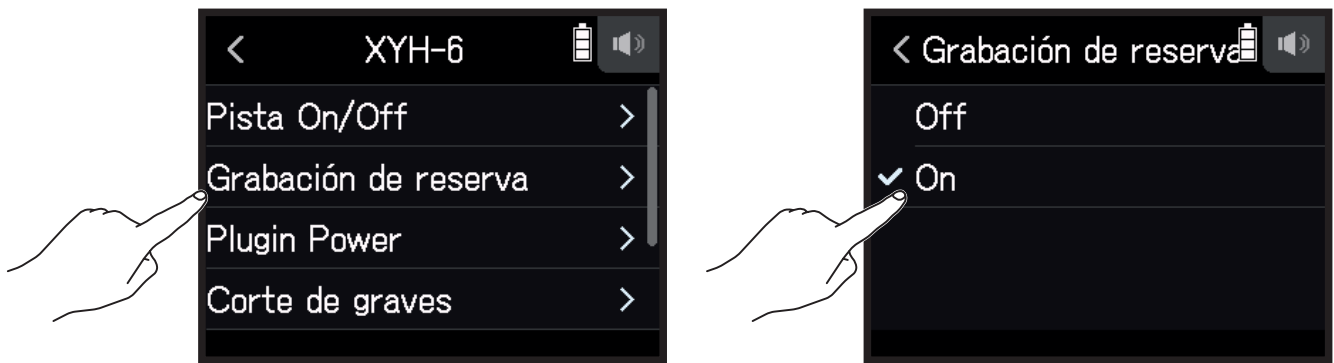 XYH-6
Pista On/Off
Grabación de reserva
Plugin Power
Corte de graves
Grabación de reserva
Off
On